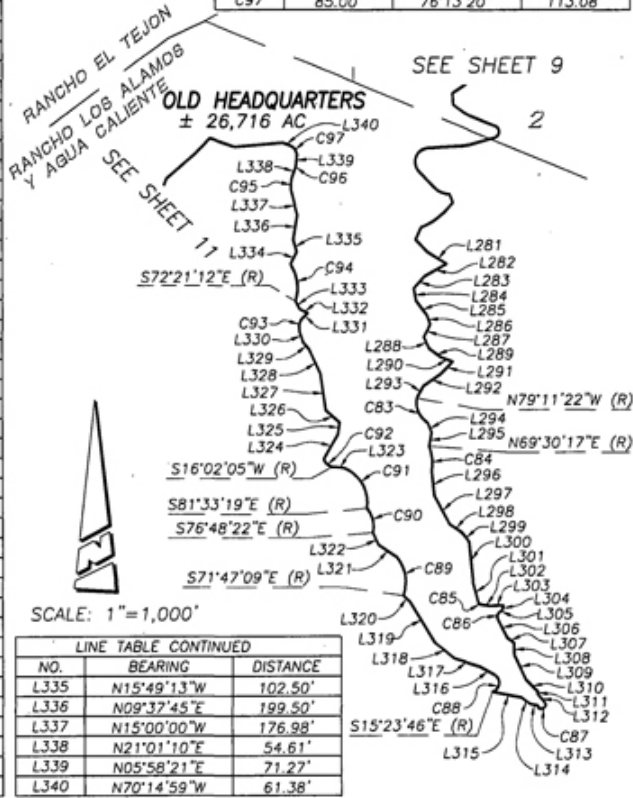 C97 85.00' 76°13'20" 113.08'
SEE SHEET 9
RANCHO EL TEJON
RANCHO LOS ALAMOS
Y AGUA CALIENTE
SEE SHEET 11
OLD HEADQUARTERS
± 26,716 AC
2
L340
C97
L339
L338
C96
C95
L337
L336
L335
L334
S72°21'12"E (R)
C94
L333
L332
L331
C93
L330
L329
L328
L327
L326
L325
L324
C92
L323
S16°02'05"W (R)
C91
S81°33'19"E (R)
C90
S76°48'22"E (R)
L322
L321
C89
S71°47'09"E (R)
L320
L319
L318
L317
L316
C88
S15°23'46"E (R)
L315
L281
L282
L283
L284
L285
L286
L287
L288
L289
L290
L291
L292
L293
N79°11'22"W (R)
C83
L294
L295
N69°30'17"E (R)
C84
L296
L297
L298
L299
L300
L301
L302
L303
C85
L304
C86
L305
L306
L307
L308
L309
L310
L311
L312
C87
L313
L314
N
SCALE: 1"=1,000'
LINE TABLE CONTINUED
NO. BEARING DISTANCE
L335 N15°49'13"W 102.50'
L336 N09°37'45"E 199.50'
L337 N15°00'00"W 176.98'
L338 N21°01'10"E 54.61'
L339 N05°58'21"E 71.27'
L340 N70°14'59"W 61.38'